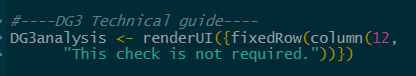 #----DG3 Technical guide----
DG3analysis <- renderUI({fixedRow(column(12,
"This check is not required."))})